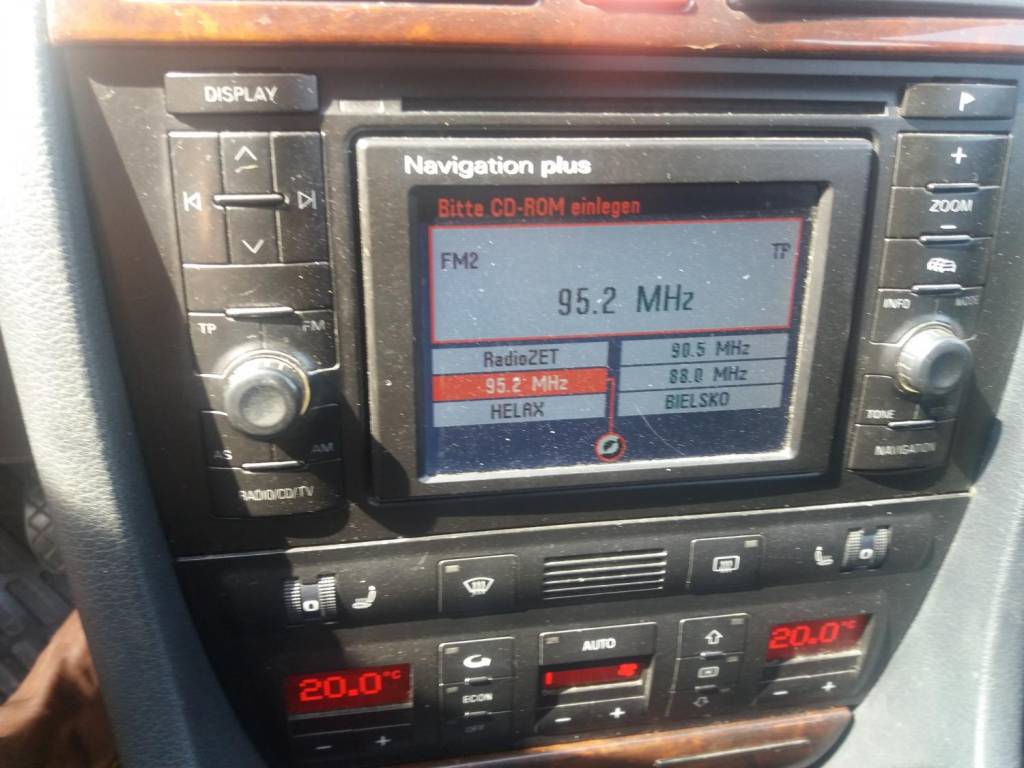 DISPLAY
Navigation plus
+
ZOOM
-
Bitte CD-ROM einlegen
FM2
TP
95.2 MHz
INFO
MODE
TP
FM
RadioZET
90.5 MHz
95.2 MHz
88.0 MHz
HELAX
BIELSKO
TONE
AS
AM
NAVIGATION
RADIO/CD/TV
AUTO
20.0°C
20.0°C
ECON
OFF
- +
- +
- +